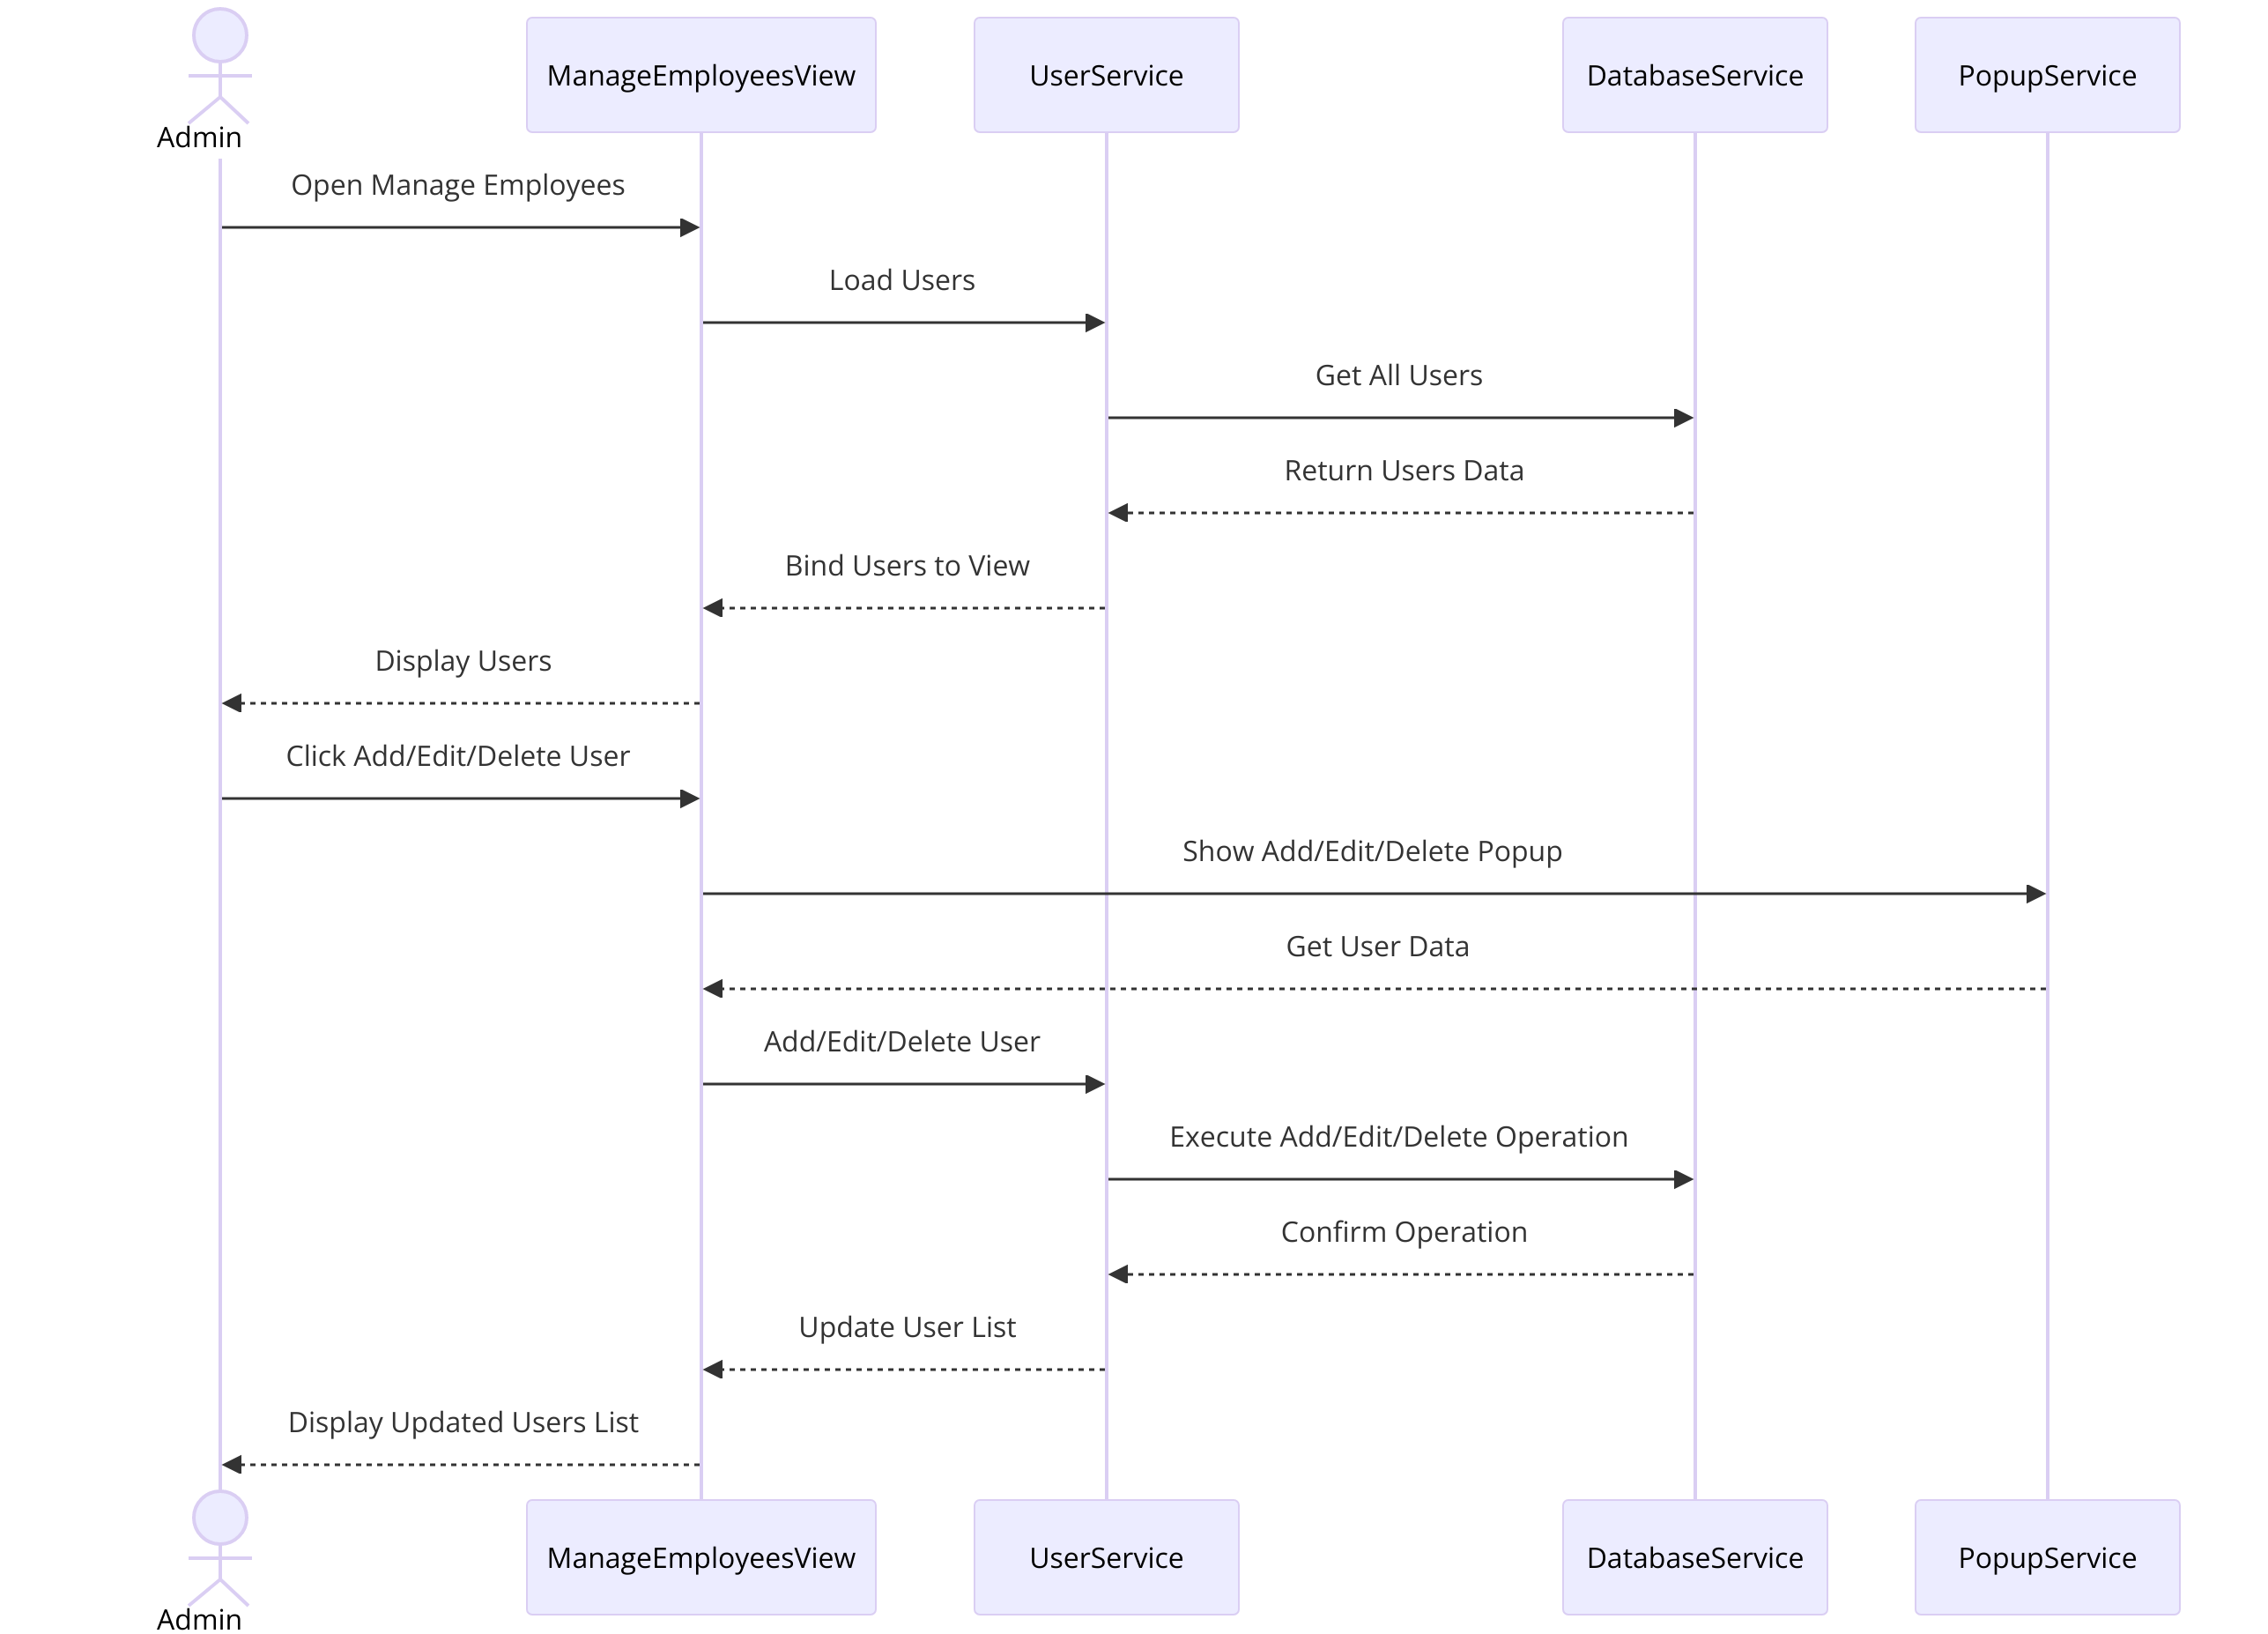 ManageEmployeesView
UserService
DatabaseService
PopupService
Admin
Open Manage Employees
Load Users
Get All Users
Return Users Data
Bind Users to View
Display Users
Click Add/Edit/Delete User
Show Add/Edit/Delete Popup
Get User Data
Add/Edit/Delete User
Execute Add/Edit/Delete Operation
Confirm Operation
Update User List
Display Updated Users List
ManageEmployeesView
UserService
DatabaseService
PopupService
Admin